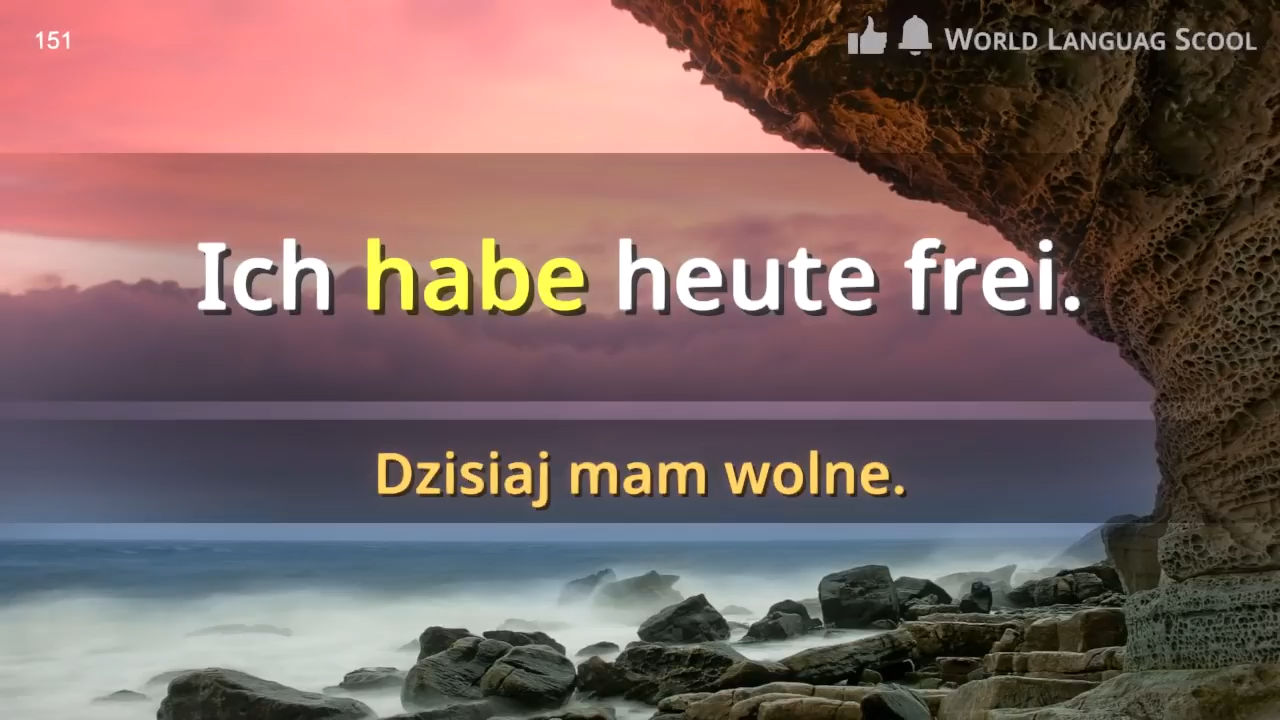 151
WORLD LANGUAG SCOOL
Ich habe heute frei.
Dzisiaj mam wolne.